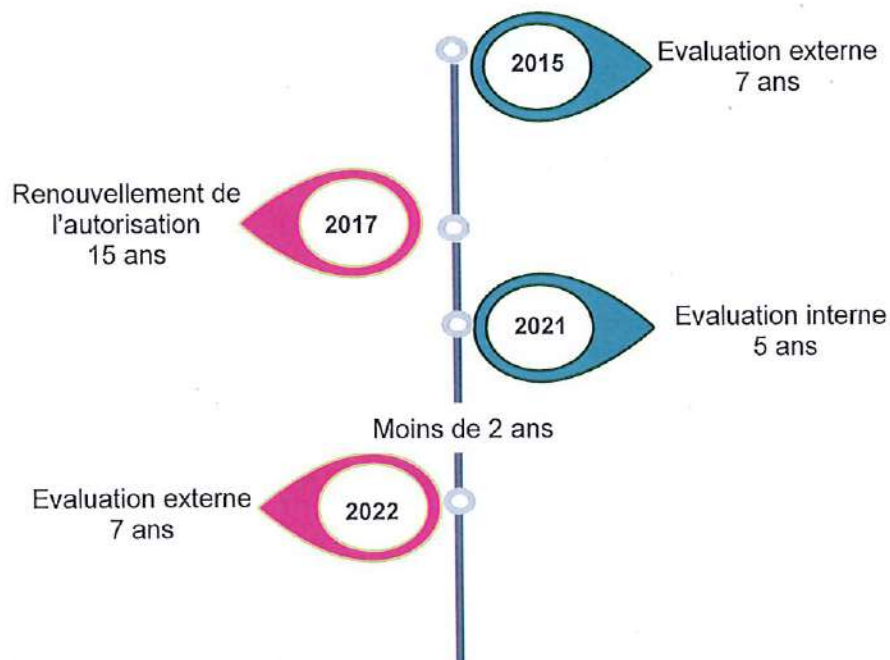 2015
Evaluation externe
7 ans
Renouvellement de
l'autorisation
15 ans
2017
2021
Evaluation interne
5 ans
Moins de 2 ans
Evaluation externe
7 ans
2022